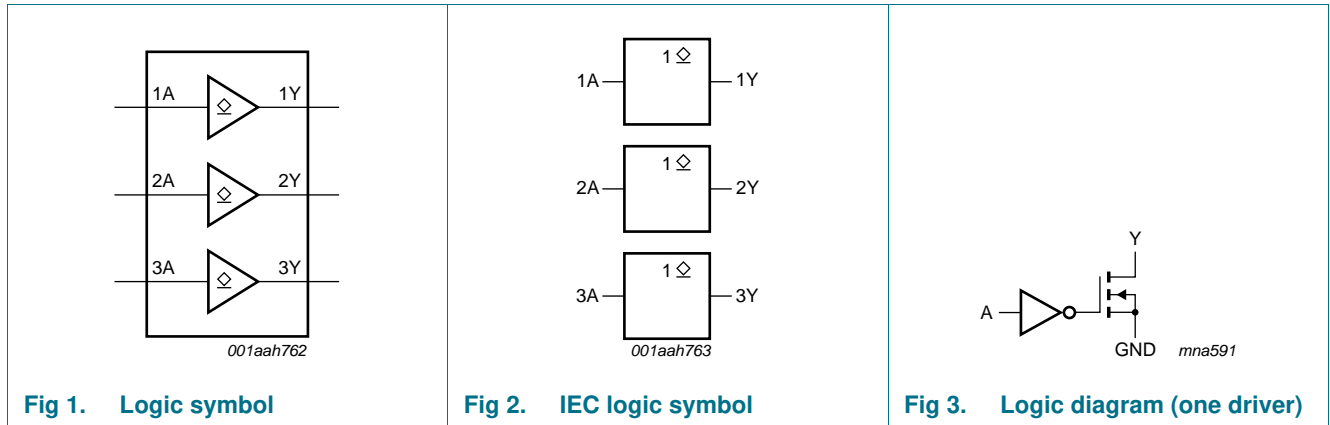 1A 1Y
2A 2Y
3A 3Y
001aah762
Fig 1. Logic symbol
1
1A 1Y
1
2A 2Y
1
3A 3Y
001aah763
Fig 2. IEC logic symbol
Y
A
GND mna591
Fig 3. Logic diagram (one driver)